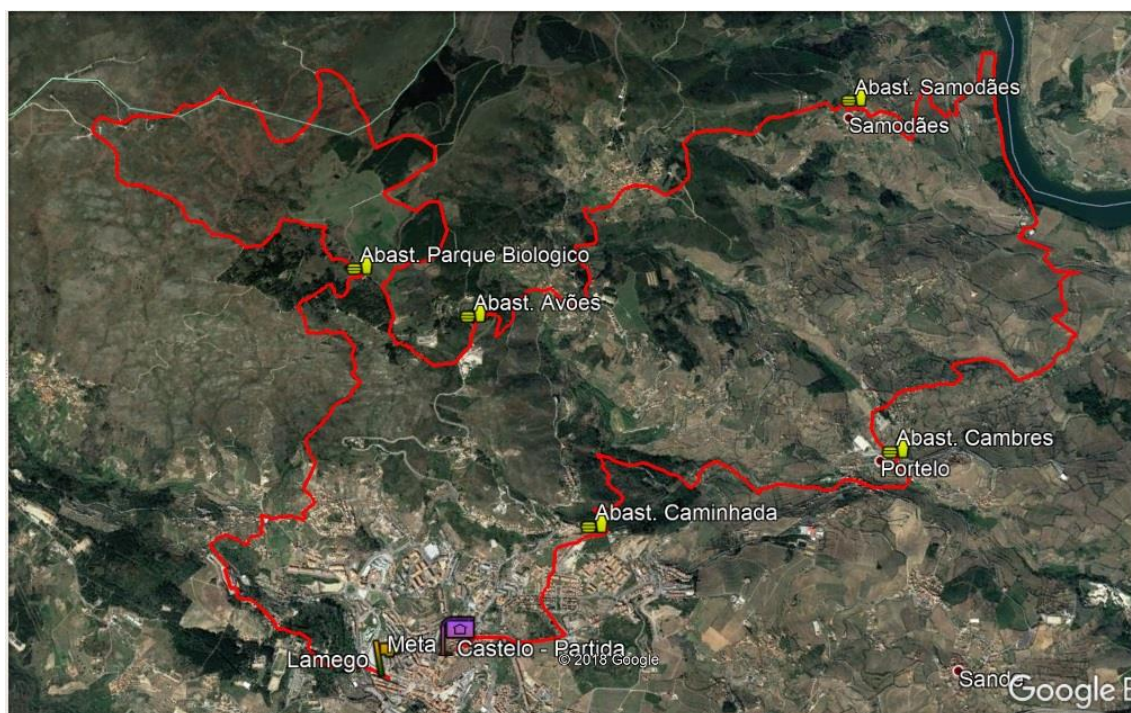 Abast. Samodães
Samodães
Abast. Parque Biologico
Abast. Avões
Abast. Cambres
Portelo
Abast. Caminhada
Meta
Castelo - Partida
Lamego
© 2018 Google
Sande
Google E